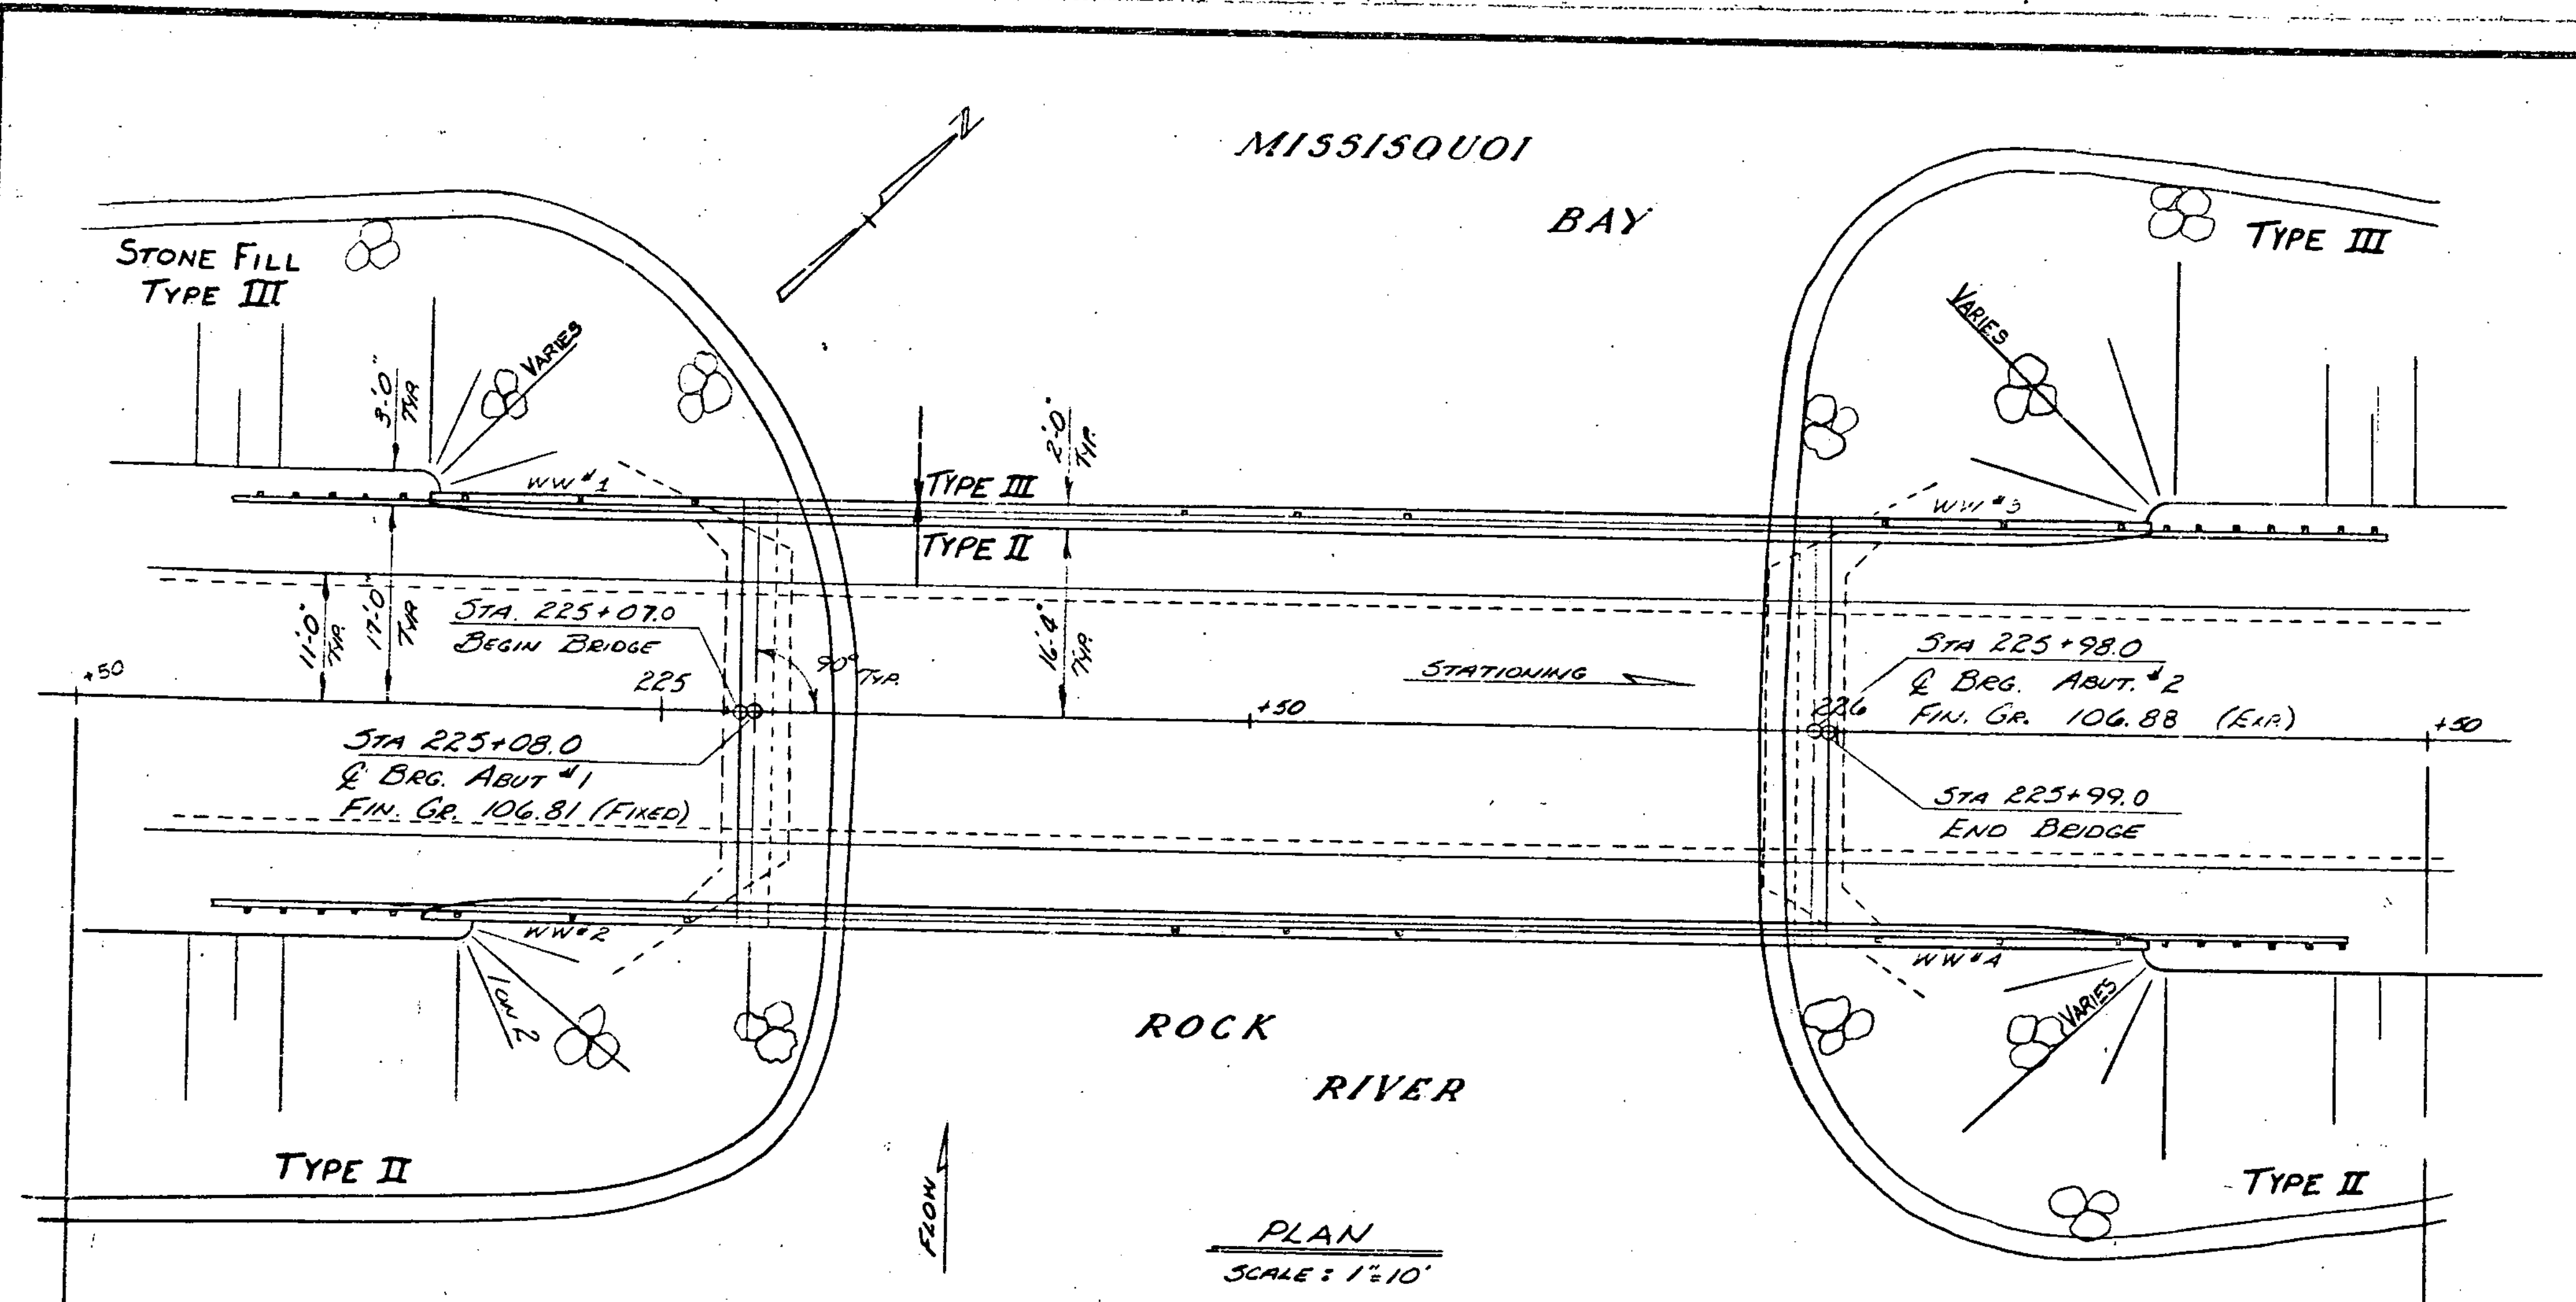 MISSISQUOI
BAY
N
STONE FILL
TYPE III
TYPE III
VARIES
VARIES
3'-0"
TYP.
2'-0"
TYP.
WW #1
TYPE III
WW #3
TYPE II
11'-0"
TYP.
17'-0"
TYP.
STA. 225+07.0
BEGIN BRIDGE
90° TYP.
16'-4"
TYP.
STATIONING
STA 225+98.0
℄ BRG. ABUT. #2
FIN. GR. 106.88 (EXP.)
+50
225
+50
226
+50
STA 225+08.0
℄ BRG. ABUT #1
FIN. GR. 106.81 (FIXED)
STA 225+99.0
END BRIDGE
WW #2
WW #4
1 ON 2
VARIES
ROCK
RIVER
TYPE II
TYPE II
FLOW
PLAN
SCALE: 1"=10'